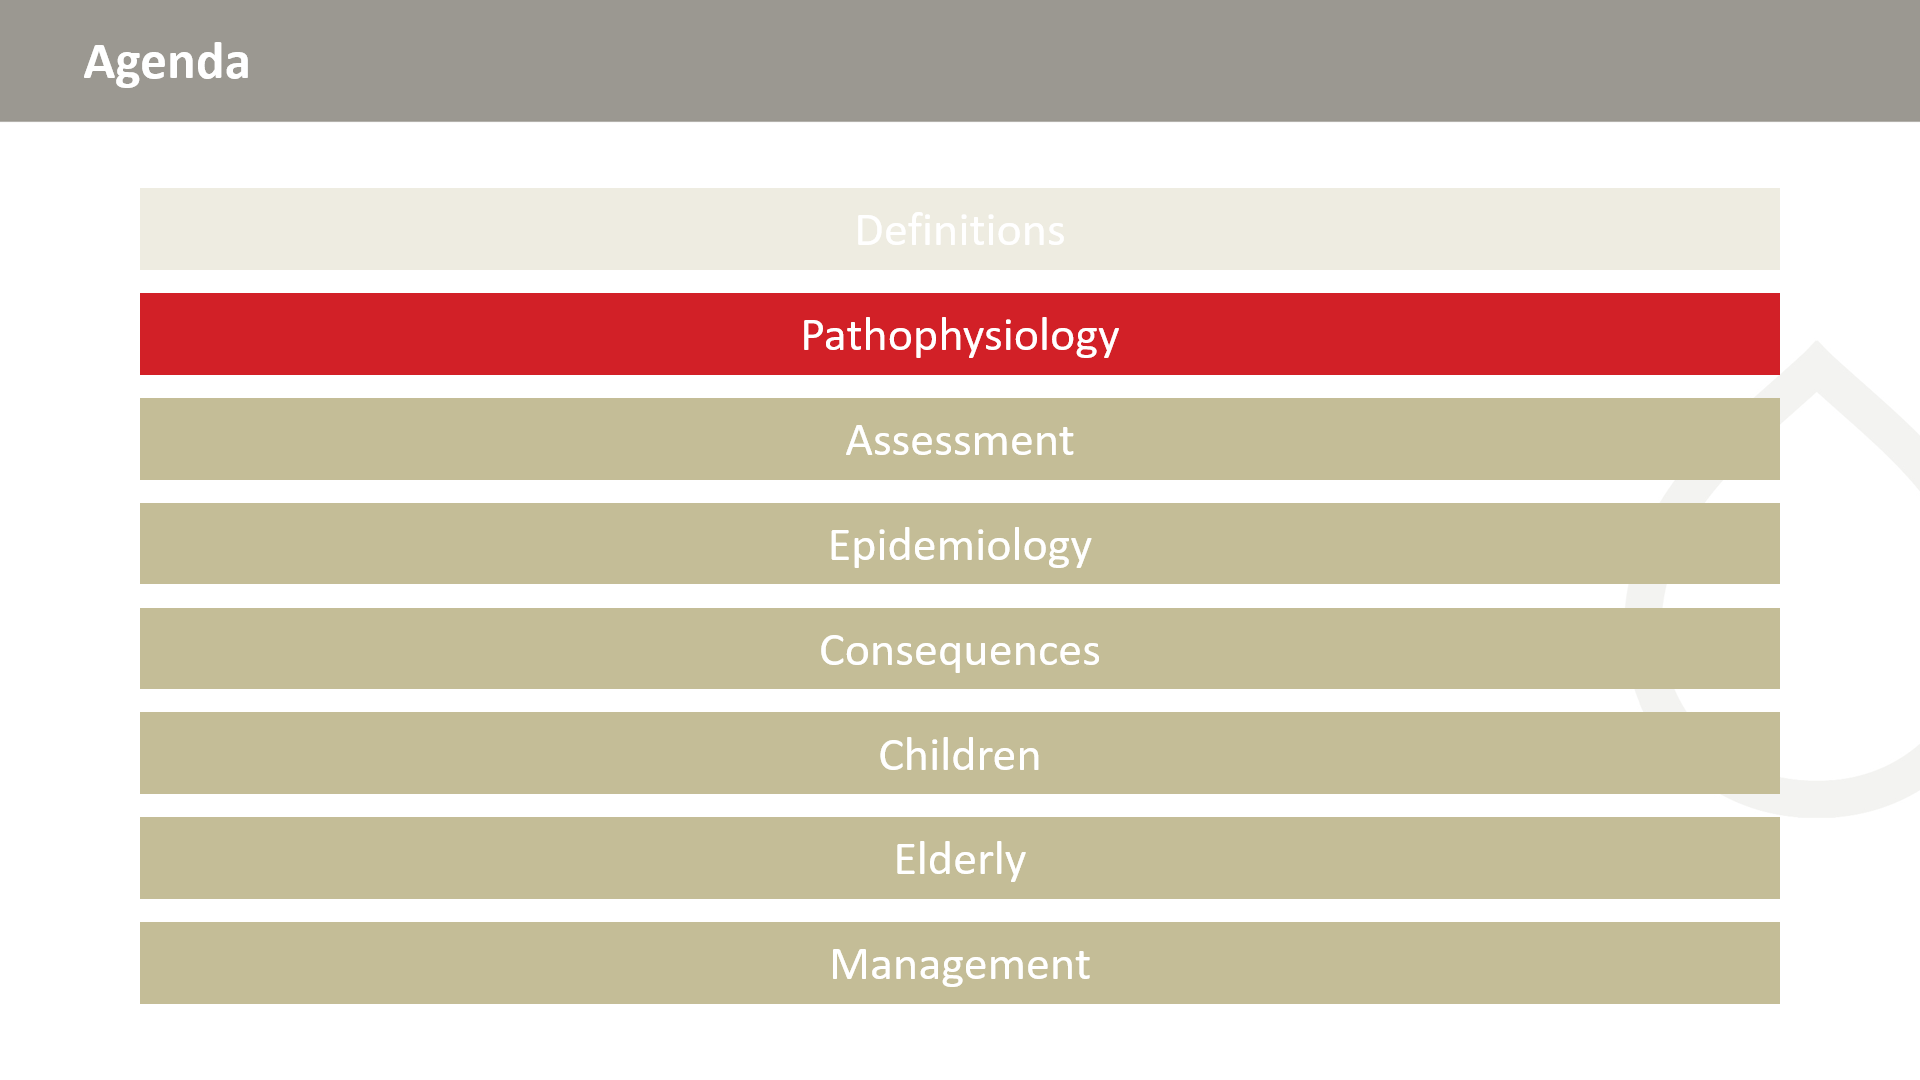 Agenda
Definitions
Pathophysiology
Assessment
Epidemiology
Consequences
Children
Elderly
Management